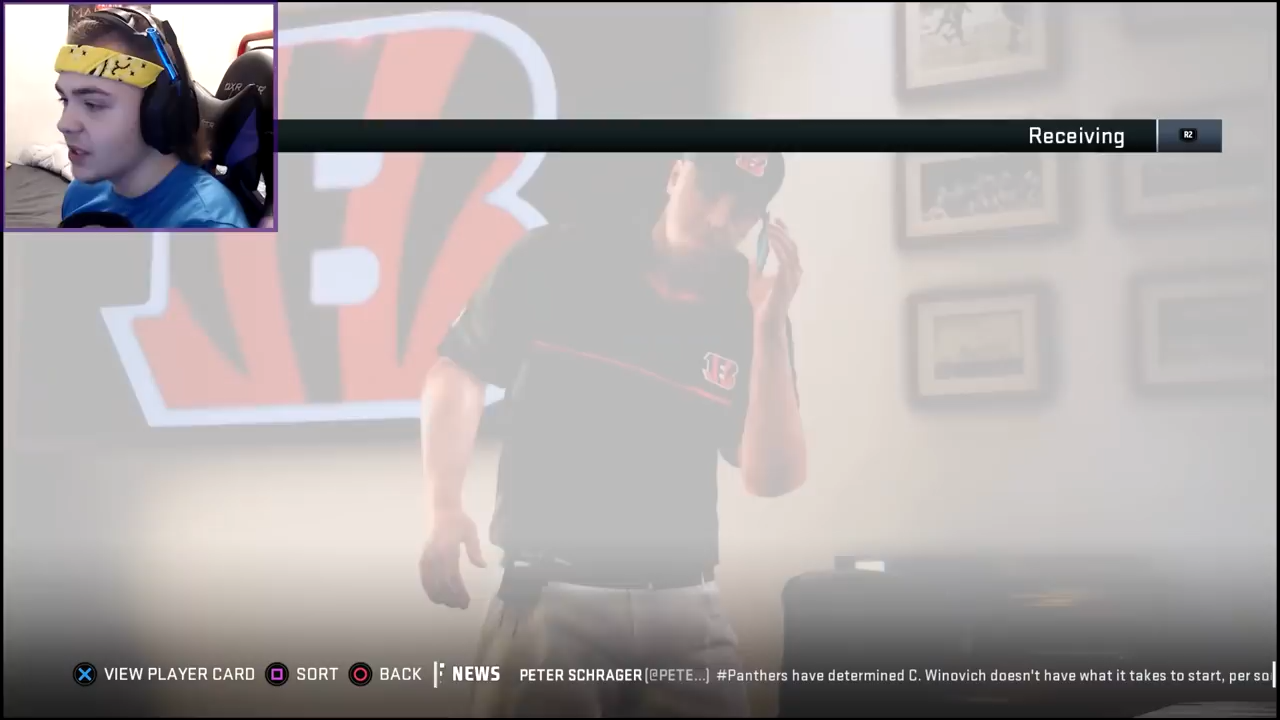 Receiving
R2
VIEW PLAYER CARD SORT BACK NEWS PETER SCHRAGER [@PETE...] #Panthers have determined C. Winovich doesn't have what it takes to start, per so